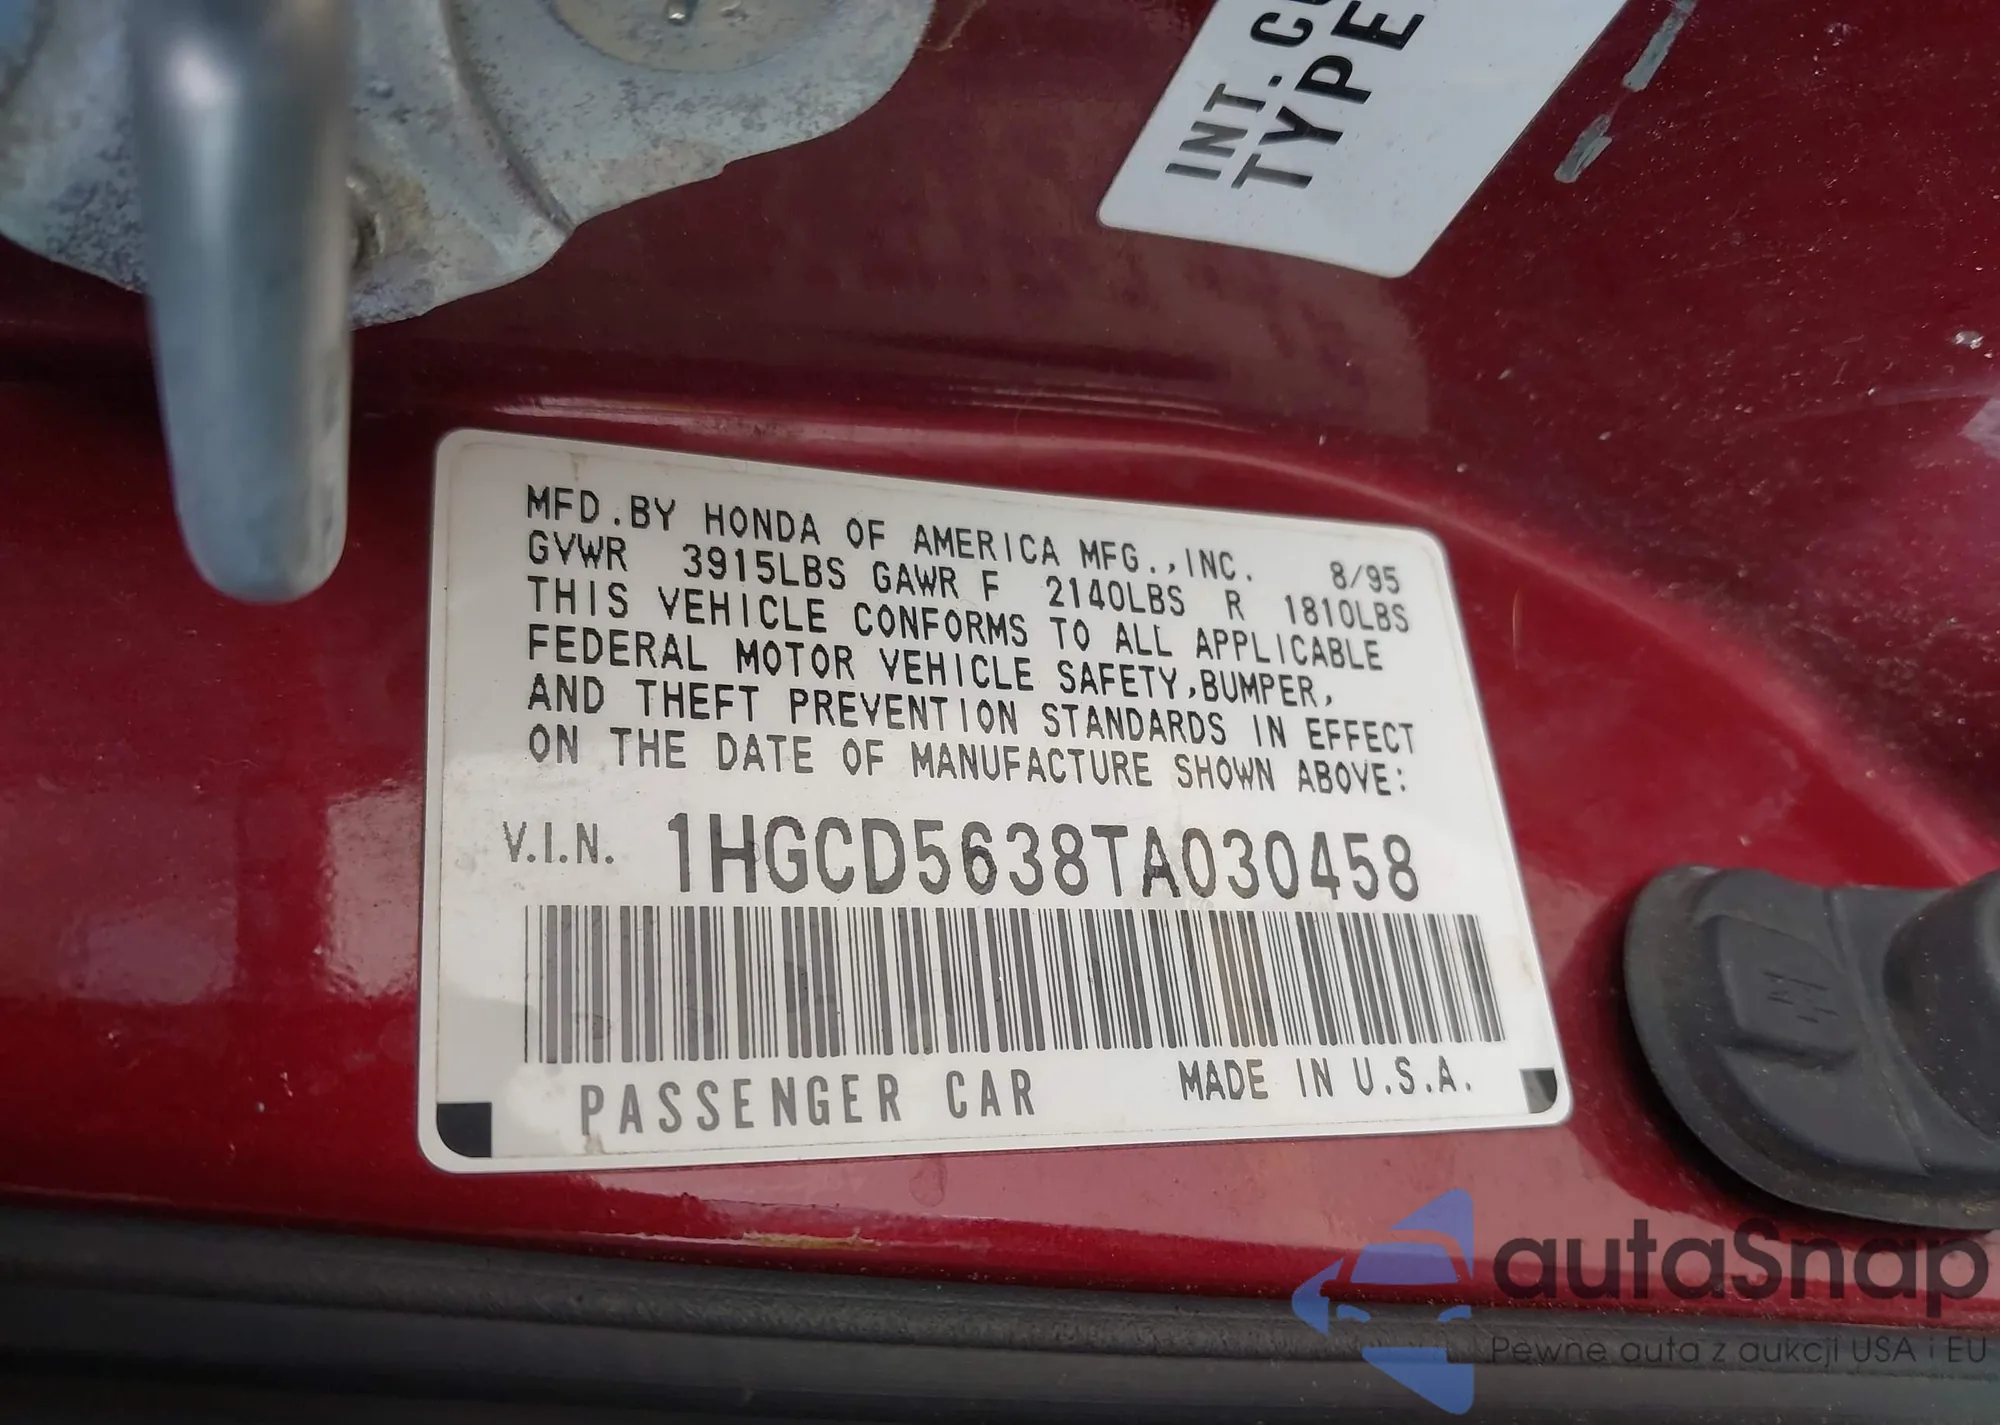 INT. C
TYPE
MFD.BY HONDA OF AMERICA MFG.,INC. 8/95
GVWR 3915LBS GAWR F 2140LBS R 1810LBS
THIS VEHICLE CONFORMS TO ALL APPLICABLE
FEDERAL MOTOR VEHICLE SAFETY,BUMPER,
AND THEFT PREVENTION STANDARDS IN EFFECT
ON THE DATE OF MANUFACTURE SHOWN ABOVE:
V.I.N. 1HGCD5638TA030458
PASSENGER CAR MADE IN U.S.A.
autaSnap
Pewne auta z aukcji USA i EU